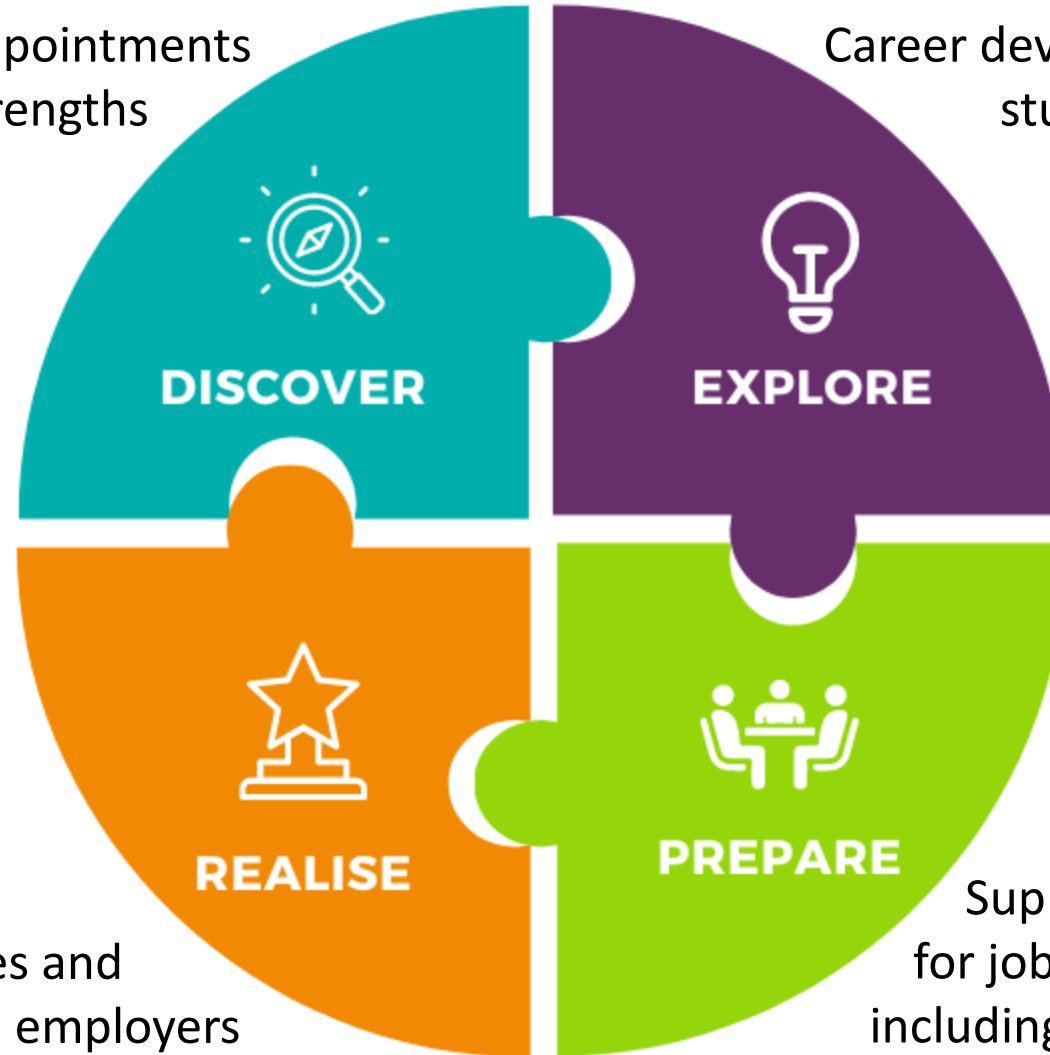 pointments
rengths
Career dev
stu
DISCOVER
EXPLORE
REALISE
PREPARE
es and
employers
Sup
for job
including